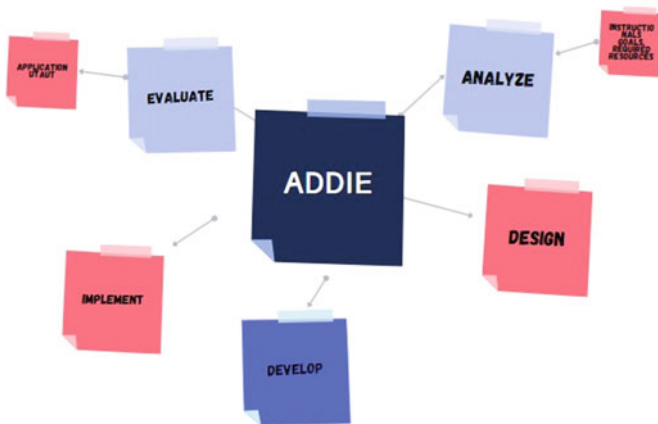 APPLICATION
UTAUT
EVALUATE
ANALYZE
INSTRUCTIO
NALS
GOALS,
REQUIRED
RESOURCES
ADDIE
DESIGN
IMPLEMENT
DEVELOP